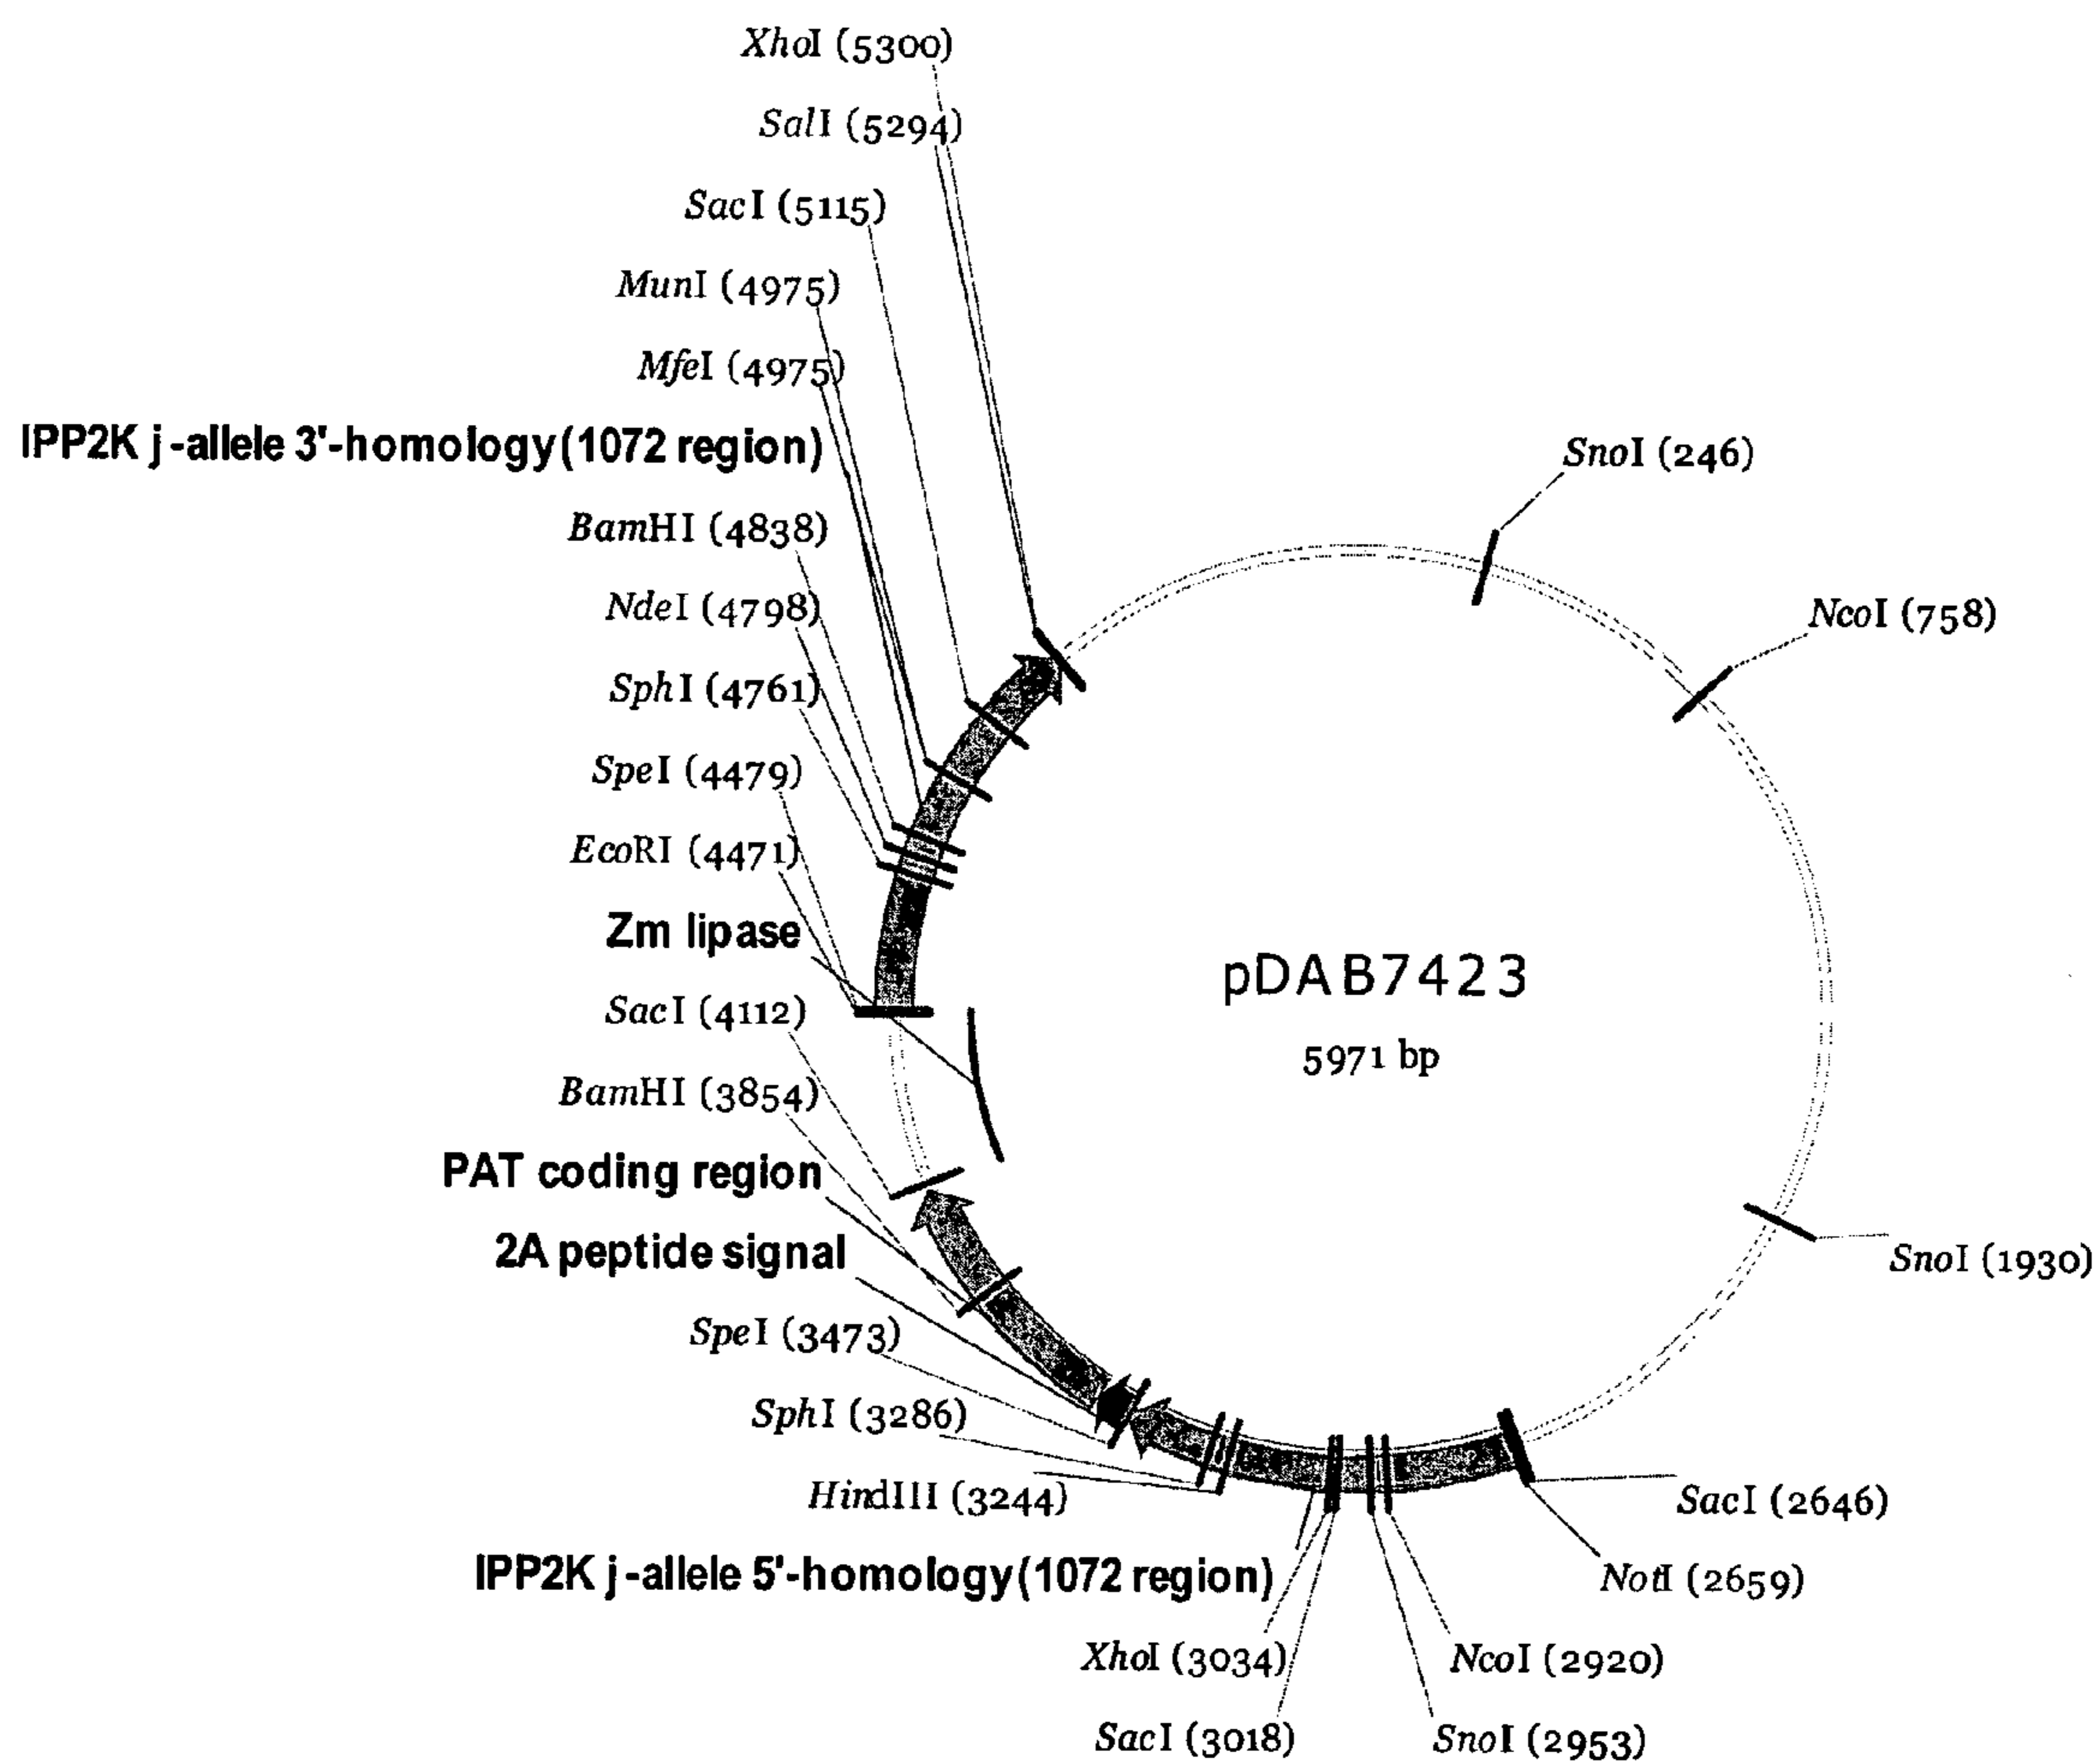 XhoI (5300)
SalI (5294)
SacI (5115)
MunI (4975)
MfeI (4975)
IPP2K j-allele 3'-homology(1072 region)
BamHI (4838)
NdeI (4798)
SphI (4761)
SpeI (4479)
EcoRI (4471)
Zm lipase
SacI (4112)
BamHI (3854)
PAT coding region
2A peptide signal
SpeI (3473)
SphI (3286)
HindIII (3244)
IPP2K j-allele 5'-homology(1072 region)
XhoI (3034)
SacI (3018)
SnoI (2953)
NcoI (2920)
NotI (2659)
SacI (2646)
SnoI (1930)
NcoI (758)
SnoI (246)
pDAB7423
5971 bp